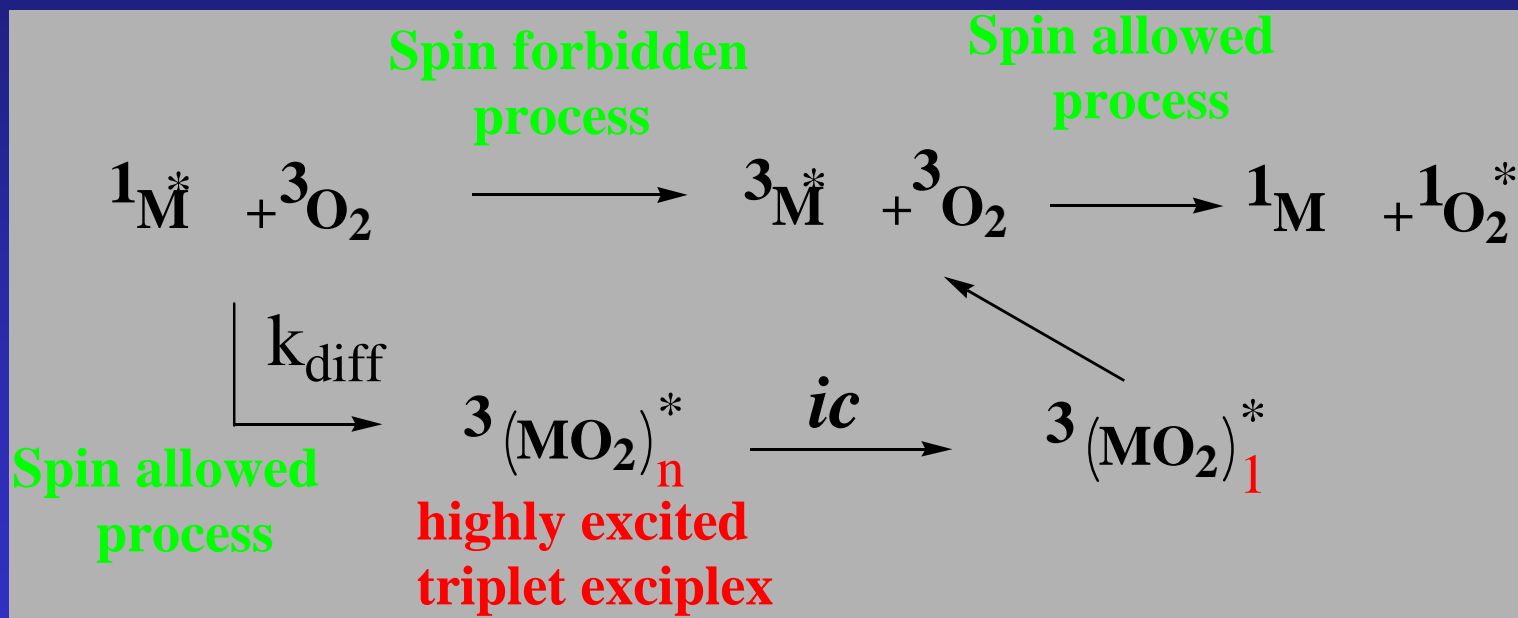 Spin forbidden
process
Spin allowed
process
¹M* + ³O₂ ³M* + ³O₂ ¹M + ¹O₂*
k_diff
Spin allowed
process
³(MO₂)*ₙ ic ³(MO₂)*₁
highly excited
triplet exciplex